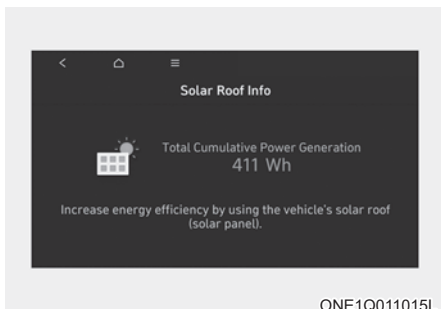 Solar Roof Info
Total Cumulative Power Generation
411 Wh
Increase energy efficiency by using the vehicle's solar roof
(solar panel).
ONE1Q011015L